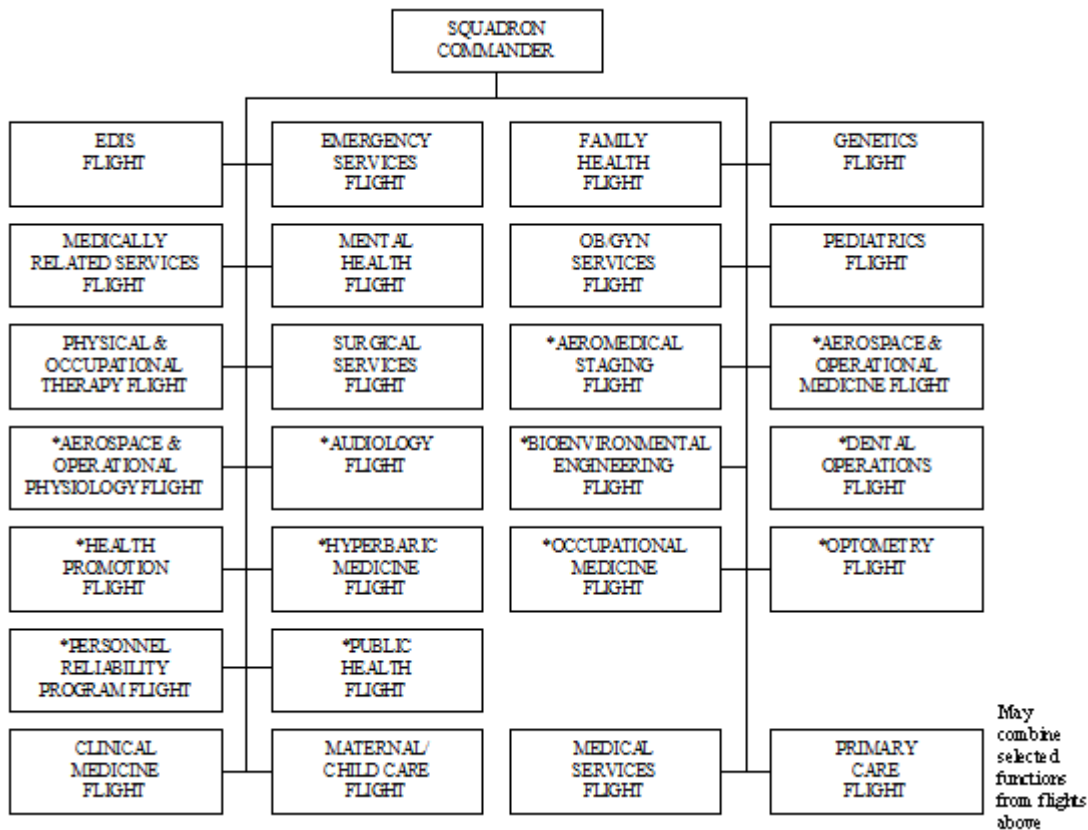 SQUADRON
COMMANDER
EDIS
FLIGHT
EMERGENCY
SERVICES
FLIGHT
FAMILY
HEALTH
FLIGHT
GENETICS
FLIGHT
MEDICALLY
RELATED SERVICES
FLIGHT
MENTAL
HEALTH
FLIGHT
OB/GYN
SERVICES
FLIGHT
PEDIATRICS
FLIGHT
PHYSICAL &
OCCUPATIONAL
THERAPY FLIGHT
SURGICAL
SERVICES
FLIGHT
*AEROMEDICAL
STAGING
FLIGHT
*AEROSPACE &
OPERATIONAL
MEDICINE FLIGHT
*AEROSPACE &
OPERATIONAL
PHYSIOLOGY FLIGHT
*AUDIOLOGY
FLIGHT
*BIOENVIRONMENTAL
ENGINEERING
FLIGHT
*DENTAL
OPERATIONS
FLIGHT
*HEALTH
PROMOTION
FLIGHT
*HYPERBARIC
MEDICINE
FLIGHT
*OCCUPATIONAL
MEDICINE
FLIGHT
*OPTOMETRY
FLIGHT
*PERSONNEL
RELIABILITY
PROGRAM FLIGHT
*PUBLIC
HEALTH
FLIGHT
CLINICAL
MEDICINE
FLIGHT
MATERNAL/
CHILD CARE
FLIGHT
MEDICAL
SERVICES
FLIGHT
PRIMARY
CARE
FLIGHT
May
combine
selected
functions
from flights
above